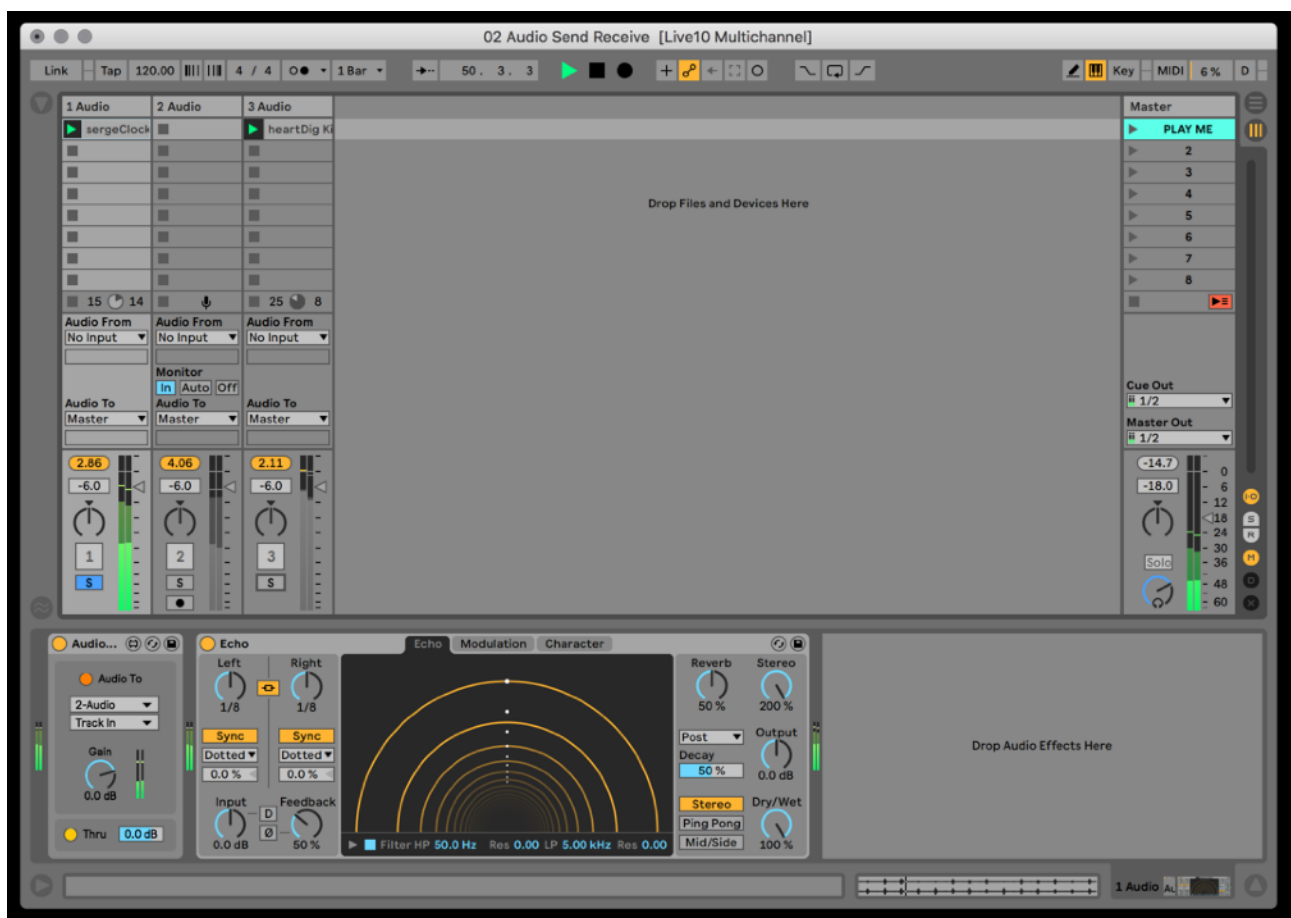 02 Audio Send Receive [Live10 Multichannel]
Link Tap 120.00 4 / 4 1 Bar 50. 3. 3 Key MIDI 6 % D
1 Audio 2 Audio 3 Audio Master
sergeClock heartDig Ki PLAY ME
2
3
Drop Files and Devices Here 4
5
6
7
8
15 14 25 8
Audio From Audio From Audio From
No Input No Input No Input
Monitor
In Auto Off Cue Out
Audio To Audio To Audio To 1/2
Master Master Master
Master Out
1/2
2.86 4.06 2.11 -14.7 0
-6.0 -6.0 -6.0 -18.0 6
12
18
24
30
1 2 3 Solo 36
S S S 48
60
I·O
S
R
M
D
X
Audio... Echo Echo Modulation Character
Audio To
2-Audio
Track In
Gain
0.0 dB
Thru 0.0 dB
Left Right
1/8 1/8
Sync Sync
Dotted Dotted
0.0 % 0.0 %
Input D Feedback
Ø
0.0 dB 50 %
Filter HP 50.0 Hz Res 0.00 LP 5.00 kHz Res 0.00
Reverb Stereo
50 % 200 %
Post Output
Decay
50 % 0.0 dB
Stereo Dry/Wet
Ping Pong
Mid/Side 100 %
Drop Audio Effects Here
1 Audio